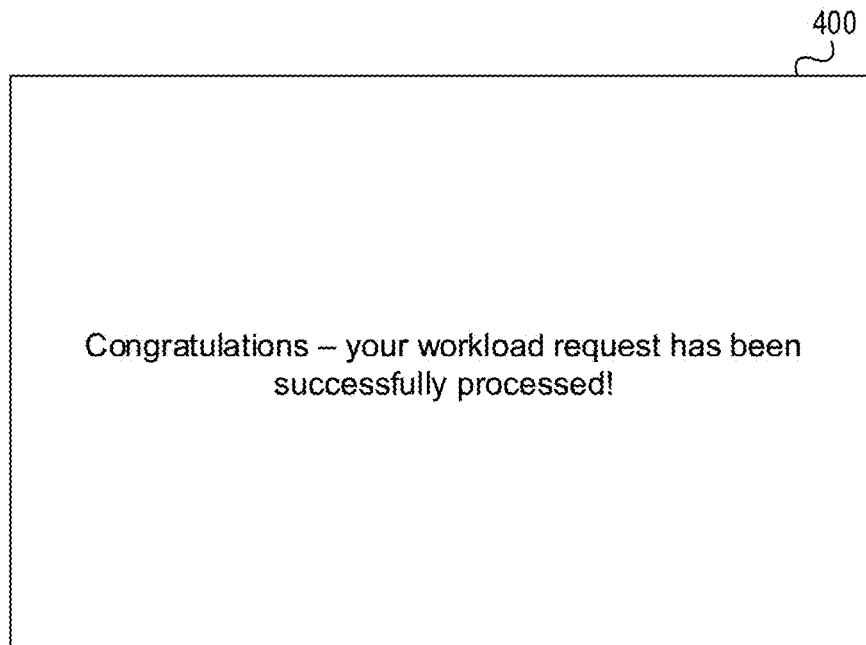 400
Congratulations – your workload request has been
successfully processed!